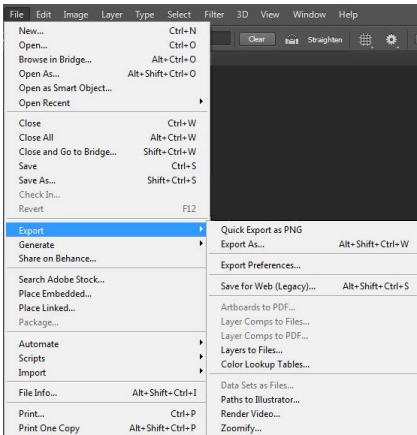 File Edit Image Layer Type Select Filter 3D View Window Help
Clear Straighten
New... Ctrl+N
Open... Ctrl+O
Browse in Bridge... Alt+Ctrl+O
Open As... Alt+Shift+Ctrl+O
Open as Smart Object...
Open Recent
Close Ctrl+W
Close All Alt+Ctrl+W
Close and Go to Bridge... Shift+Ctrl+W
Save Ctrl+S
Save As... Shift+Ctrl+S
Check In...
Revert F12
Export
Generate
Share on Behance...
Search Adobe Stock...
Place Embedded...
Place Linked...
Package...
Automate
Scripts
Import
File Info... Alt+Shift+Ctrl+I
Print... Ctrl+P
Print One Copy Alt+Shift+Ctrl+P
Quick Export as PNG
Export As... Alt+Shift+Ctrl+W
Export Preferences...
Save for Web (Legacy)... Alt+Shift+Ctrl+S
Artboards to PDF...
Layer Comps to Files...
Layer Comps to PDF...
Layers to Files...
Color Lookup Tables...
Data Sets as Files...
Paths to Illustrator...
Render Video...
Zoomify...